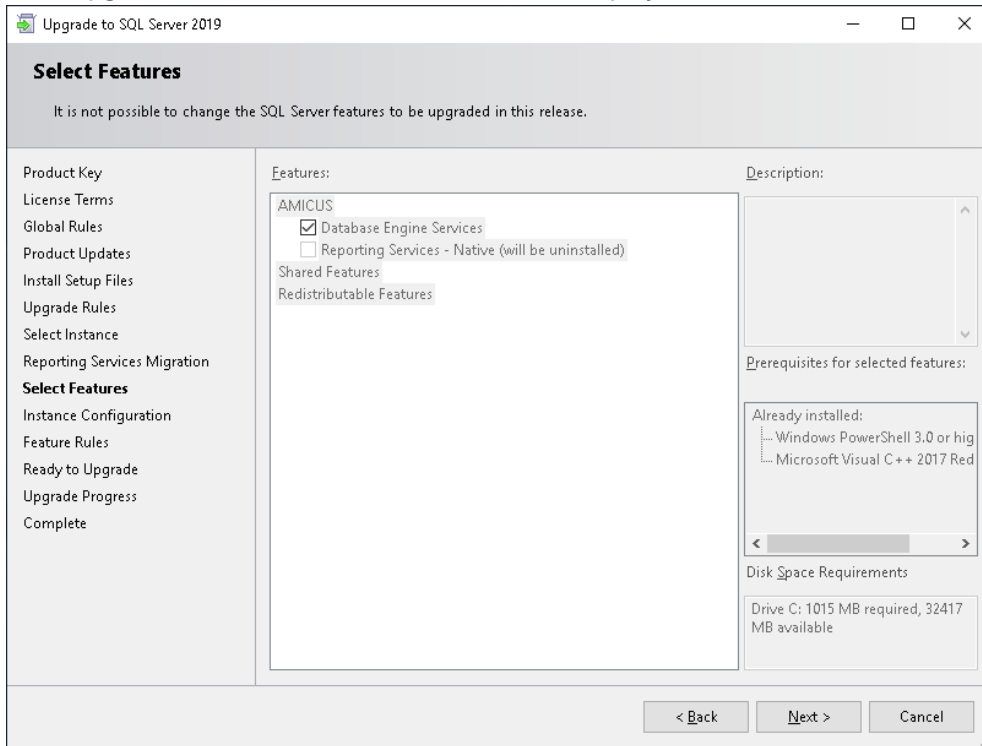 Upgrade to SQL Server 2019
Select Features
It is not possible to change the SQL Server features to be upgraded in this release.
Product Key
License Terms
Global Rules
Product Updates
Install Setup Files
Upgrade Rules
Select Instance
Reporting Services Migration
Select Features
Instance Configuration
Feature Rules
Ready to Upgrade
Upgrade Progress
Complete
Features:
AMICUS
Database Engine Services
Reporting Services - Native (will be uninstalled)
Shared Features
Redistributable Features
Description:
Prerequisites for selected features:
Already installed:
Windows PowerShell 3.0 or hig
Microsoft Visual C++ 2017 Red
Disk Space Requirements
Drive C: 1015 MB required, 32417
MB available
< Back
Next >
Cancel